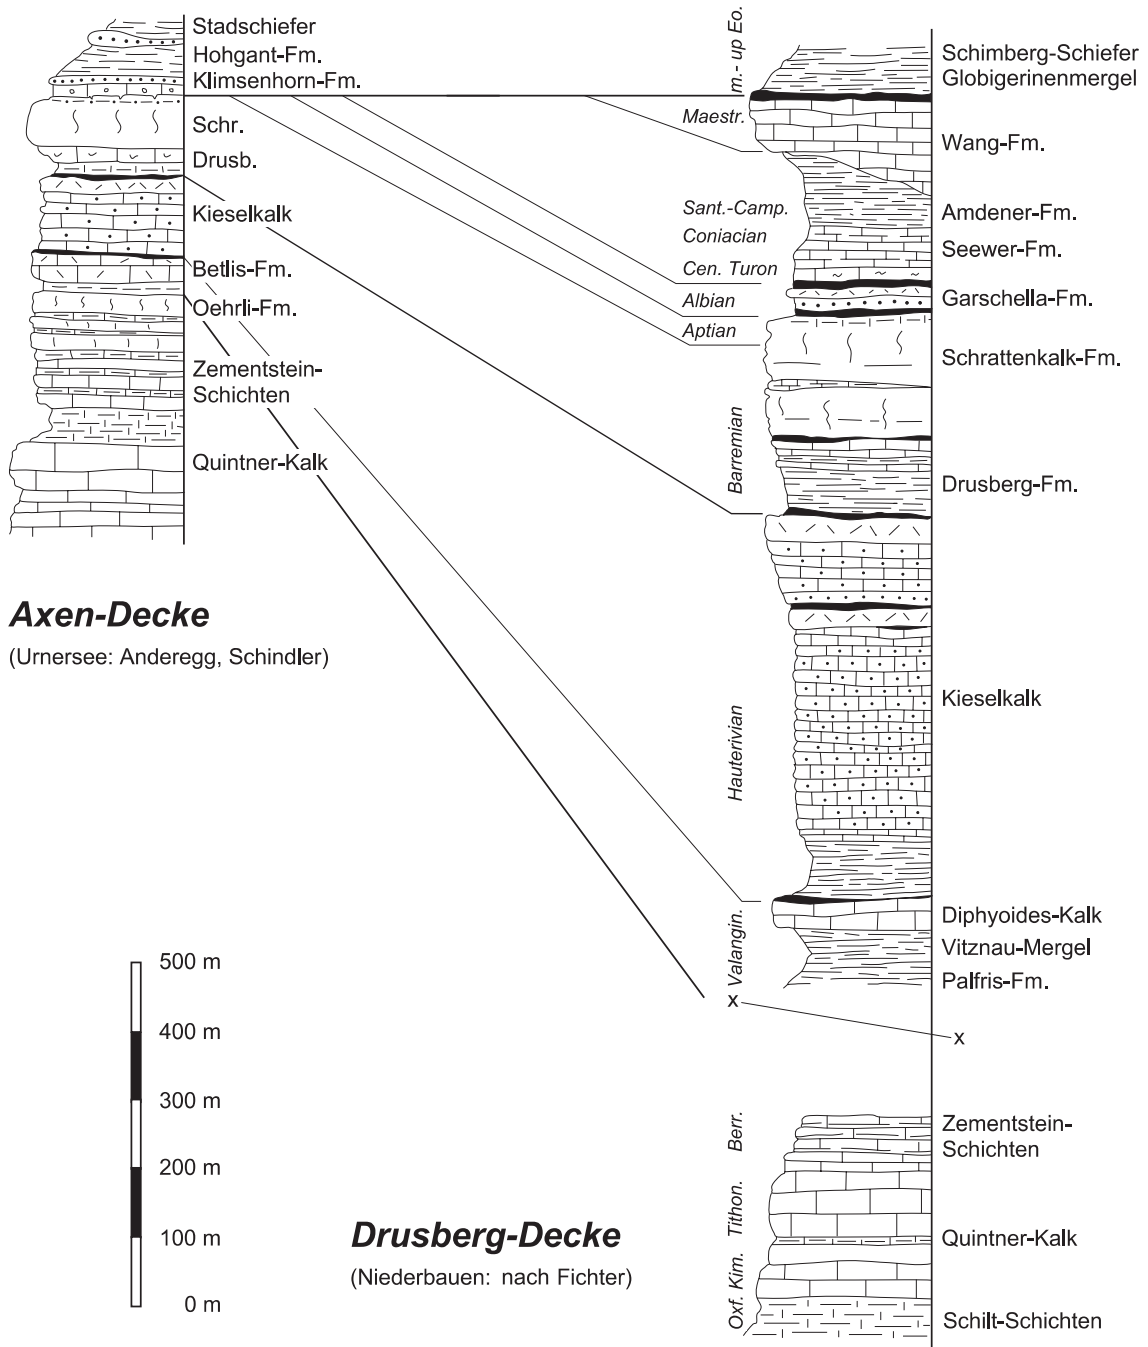 Stadschiefer
Hohgant-Fm.
Klimsenhorn-Fm.
Schr.
Drusb.
Kieselkalk
Betlis-Fm.
Oehrli-Fm.
Zementstein-
Schichten
Quintner-Kalk
Axen-Decke
(Urnersee: Anderegg, Schindler)
500 m
400 m
300 m
200 m
100 m
0 m
Drusberg-Decke
(Niederbauen: nach Fichter)
m.- up Eo.
Maestr.
Sant.-Camp.
Coniacian
Cen. Turon
Albian
Aptian
Barremian
Hauterivian
Valangin.
x
x
Berr.
Tithon.
Oxf. Kim.
Schimberg-Schiefer
Globigerinenmergel
Wang-Fm.
Amdener-Fm.
Seewer-Fm.
Garschella-Fm.
Schrattenkalk-Fm.
Drusberg-Fm.
Kieselkalk
Diphyoides-Kalk
Vitznau-Mergel
Palfris-Fm.
Zementstein-
Schichten
Quintner-Kalk
Schilt-Schichten